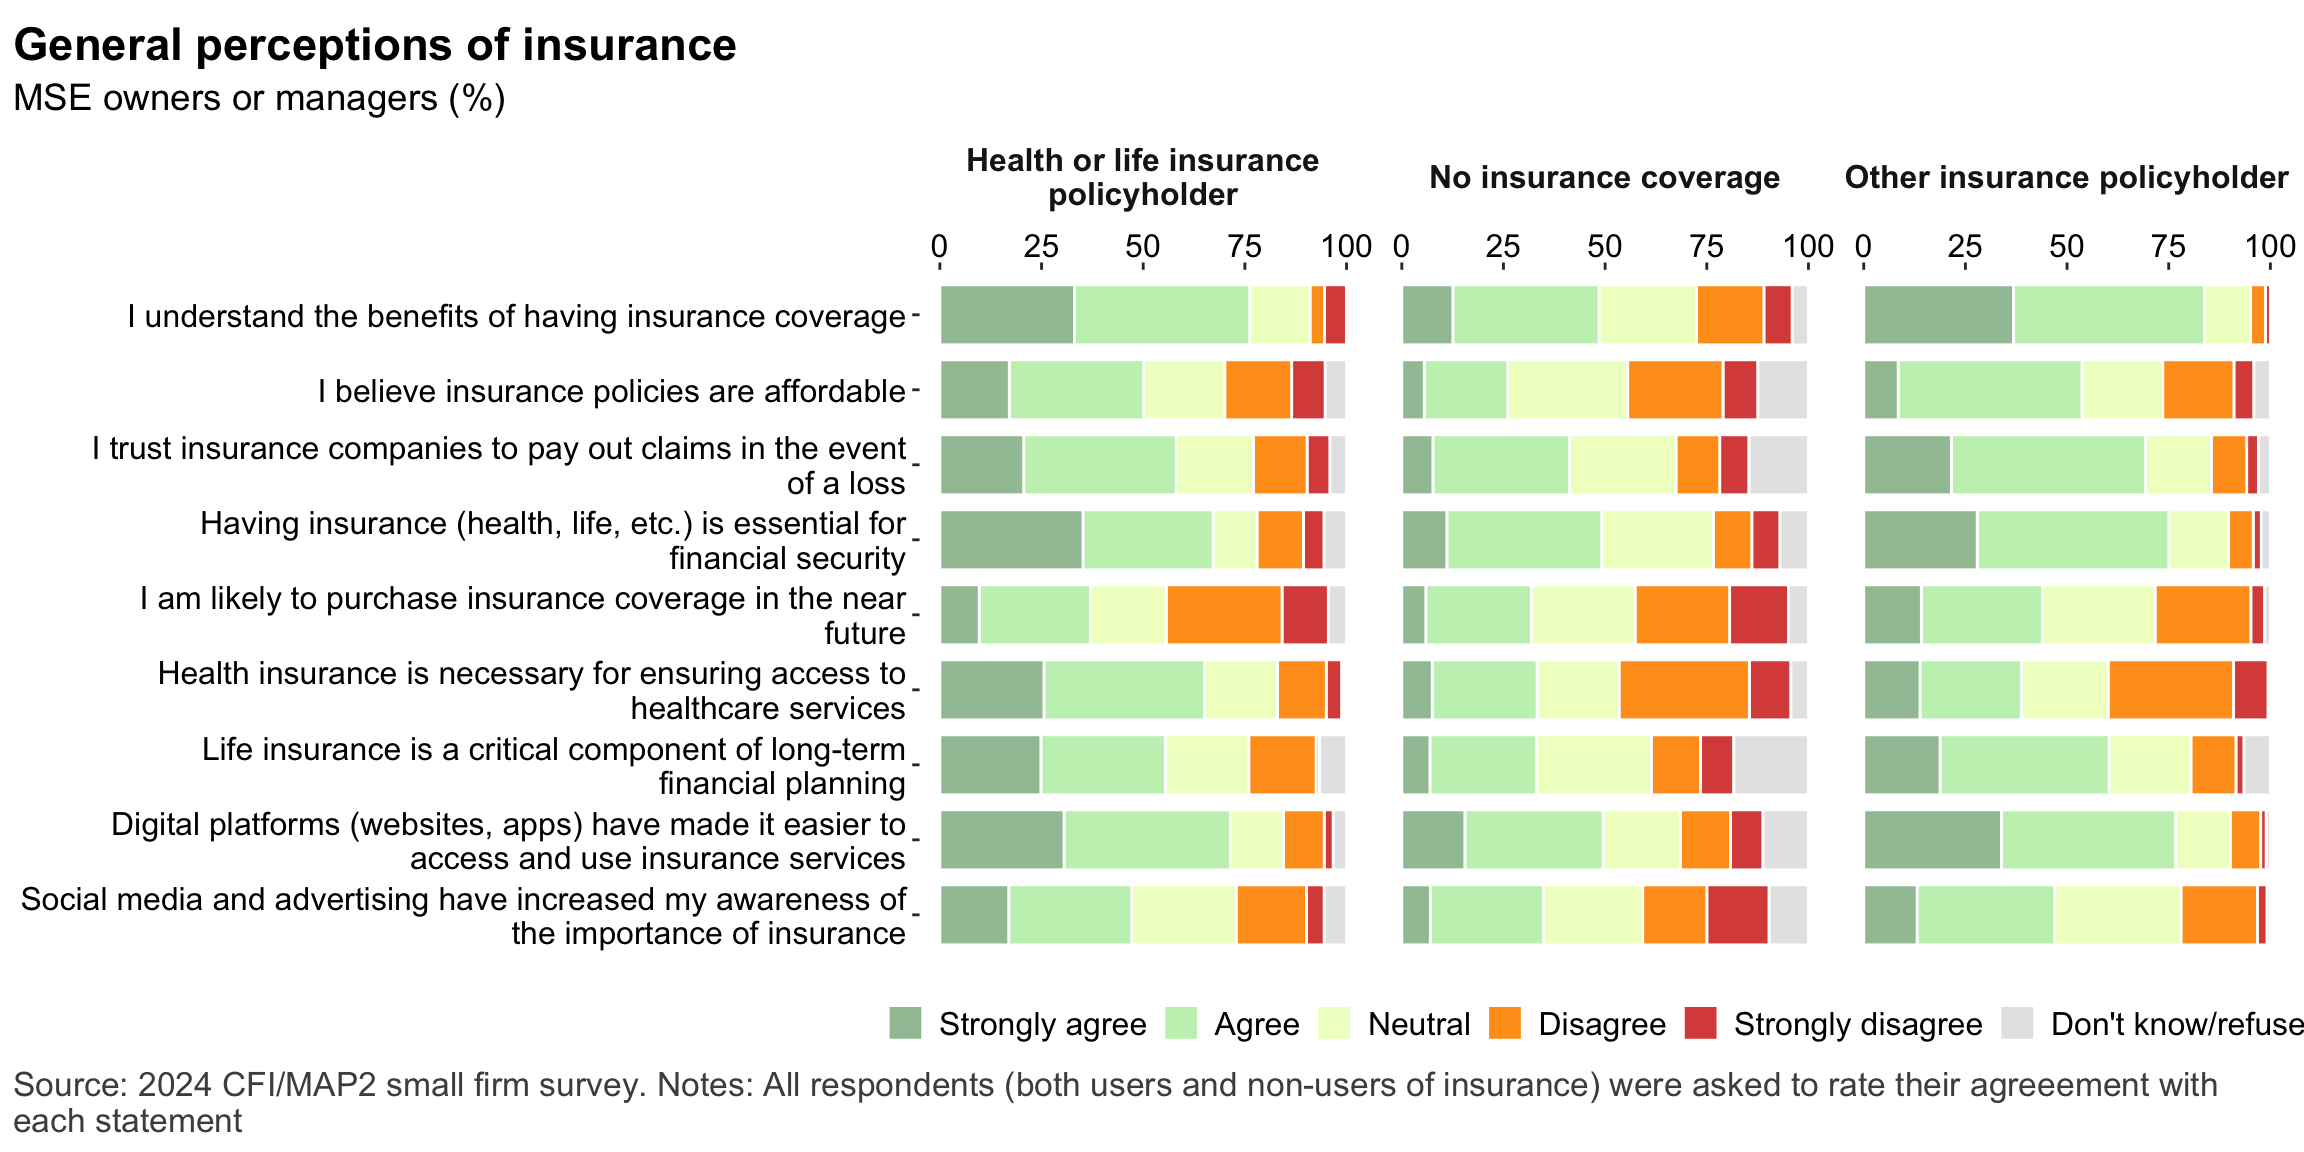 General perceptions of insurance
MSE owners or managers (%)
Health or life insurance
policyholder
No insurance coverage
Other insurance policyholder
0 25 50 75 100 0 25 50 75 100 0 25 50 75 100
I understand the benefits of having insurance coverage
I believe insurance policies are affordable
I trust insurance companies to pay out claims in the event
of a loss
Having insurance (health, life, etc.) is essential for
financial security
I am likely to purchase insurance coverage in the near
future
Health insurance is necessary for ensuring access to
healthcare services
Life insurance is a critical component of long-term
financial planning
Digital platforms (websites, apps) have made it easier to
access and use insurance services
Social media and advertising have increased my awareness of
the importance of insurance
Strongly agree Agree Neutral Disagree Strongly disagree Don't know/refuse
Source: 2024 CFI/MAP2 small firm survey. Notes: All respondents (both users and non-users of insurance) were asked to rate their agreeement with
each statement